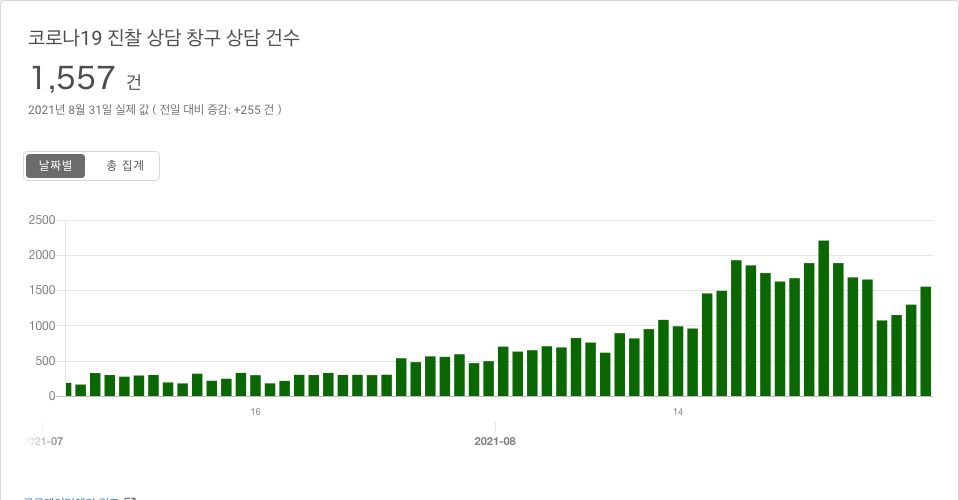 코로나19 진찰 상담 창구 상담 건수
1,557 건
2021년 8월 31일 실제 값 ( 전일 대비 증감: +255 건 )
날짜별 총 집계
2500
2000
1500
1000
500
0
16 14
021-07 2021-08